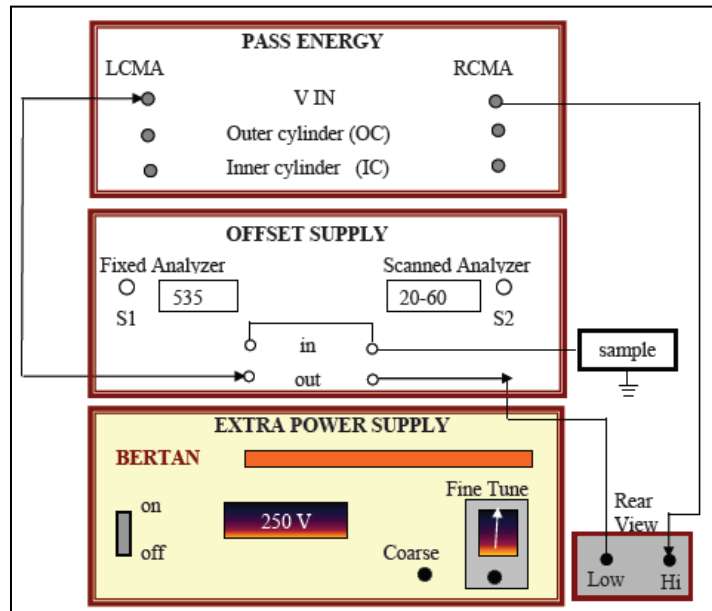 PASS ENERGY
LCMA RCMA
V IN
Outer cylinder (OC)
Inner cylinder (IC)
OFFSET SUPPLY
Fixed Analyzer Scanned Analyzer
535 20-60
S1 S2
in
sample
out
EXTRA POWER SUPPLY
BERTAN
Fine Tune
on
250 V
Rear
View
off
Coarse
Low Hi